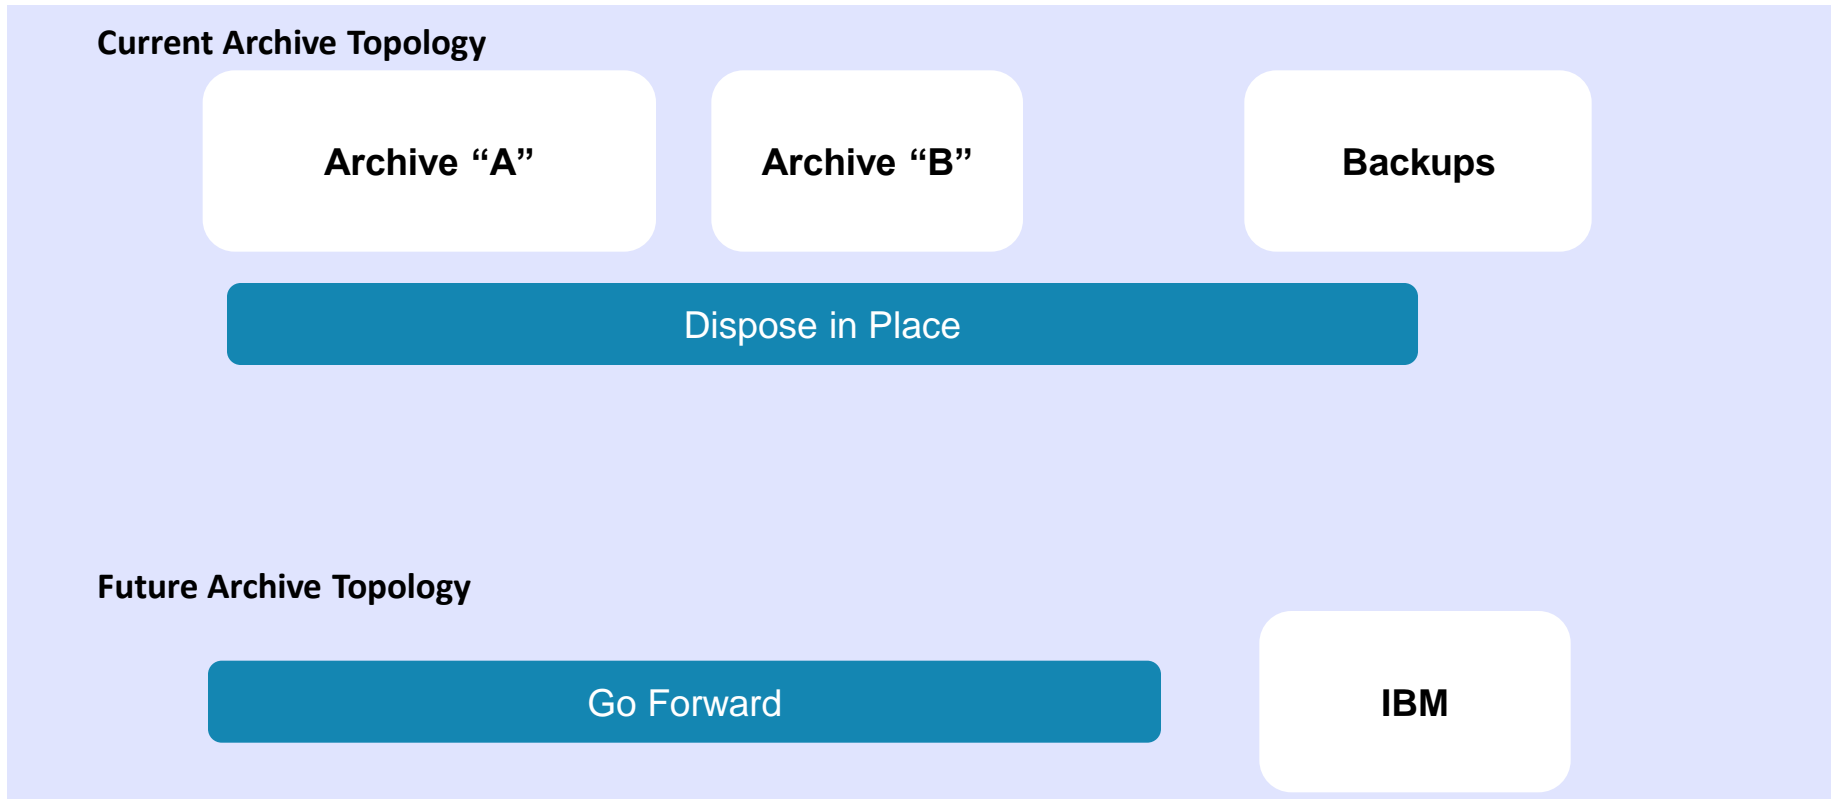 Current Archive Topology
Archive “A”
Archive “B”
Backups
Dispose in Place
Future Archive Topology
Go Forward
IBM